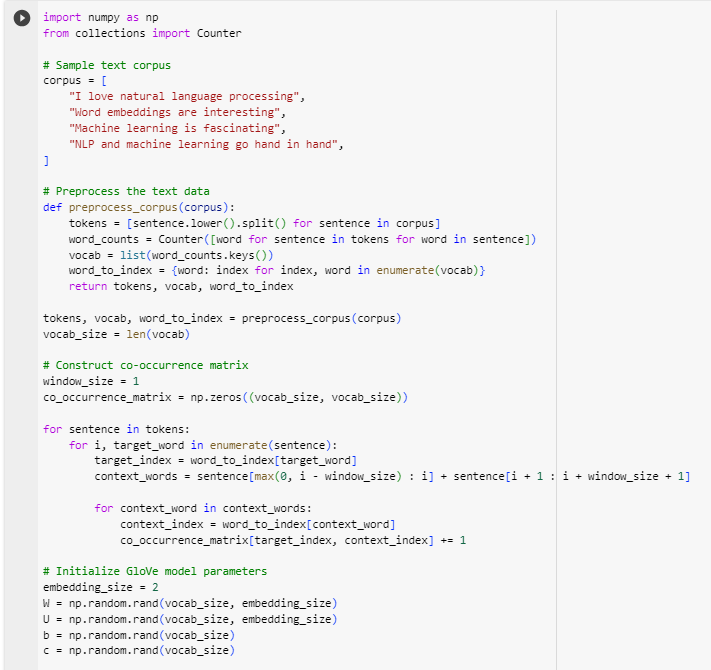 import numpy as np
from collections import Counter

# Sample text corpus
corpus = [
    "I love natural language processing",
    "Word embeddings are interesting",
    "Machine learning is fascinating",
    "NLP and machine learning go hand in hand",
]

# Preprocess the text data
def preprocess_corpus(corpus):
    tokens = [sentence.lower().split() for sentence in corpus]
    word_counts = Counter([word for sentence in tokens for word in sentence])
    vocab = list(word_counts.keys())
    word_to_index = {word: index for index, word in enumerate(vocab)}
    return tokens, vocab, word_to_index

tokens, vocab, word_to_index = preprocess_corpus(corpus)
vocab_size = len(vocab)

# Construct co-occurrence matrix
window_size = 1
co_occurrence_matrix = np.zeros((vocab_size, vocab_size))

for sentence in tokens:
    for i, target_word in enumerate(sentence):
        target_index = word_to_index[target_word]
        context_words = sentence[max(0, i - window_size) : i] + sentence[i + 1 : i + window_size + 1]

        for context_word in context_words:
            context_index = word_to_index[context_word]
            co_occurrence_matrix[target_index, context_index] += 1

# Initialize GloVe model parameters
embedding_size = 2
W = np.random.rand(vocab_size, embedding_size)
U = np.random.rand(vocab_size, embedding_size)
b = np.random.rand(vocab_size)
c = np.random.rand(vocab_size)